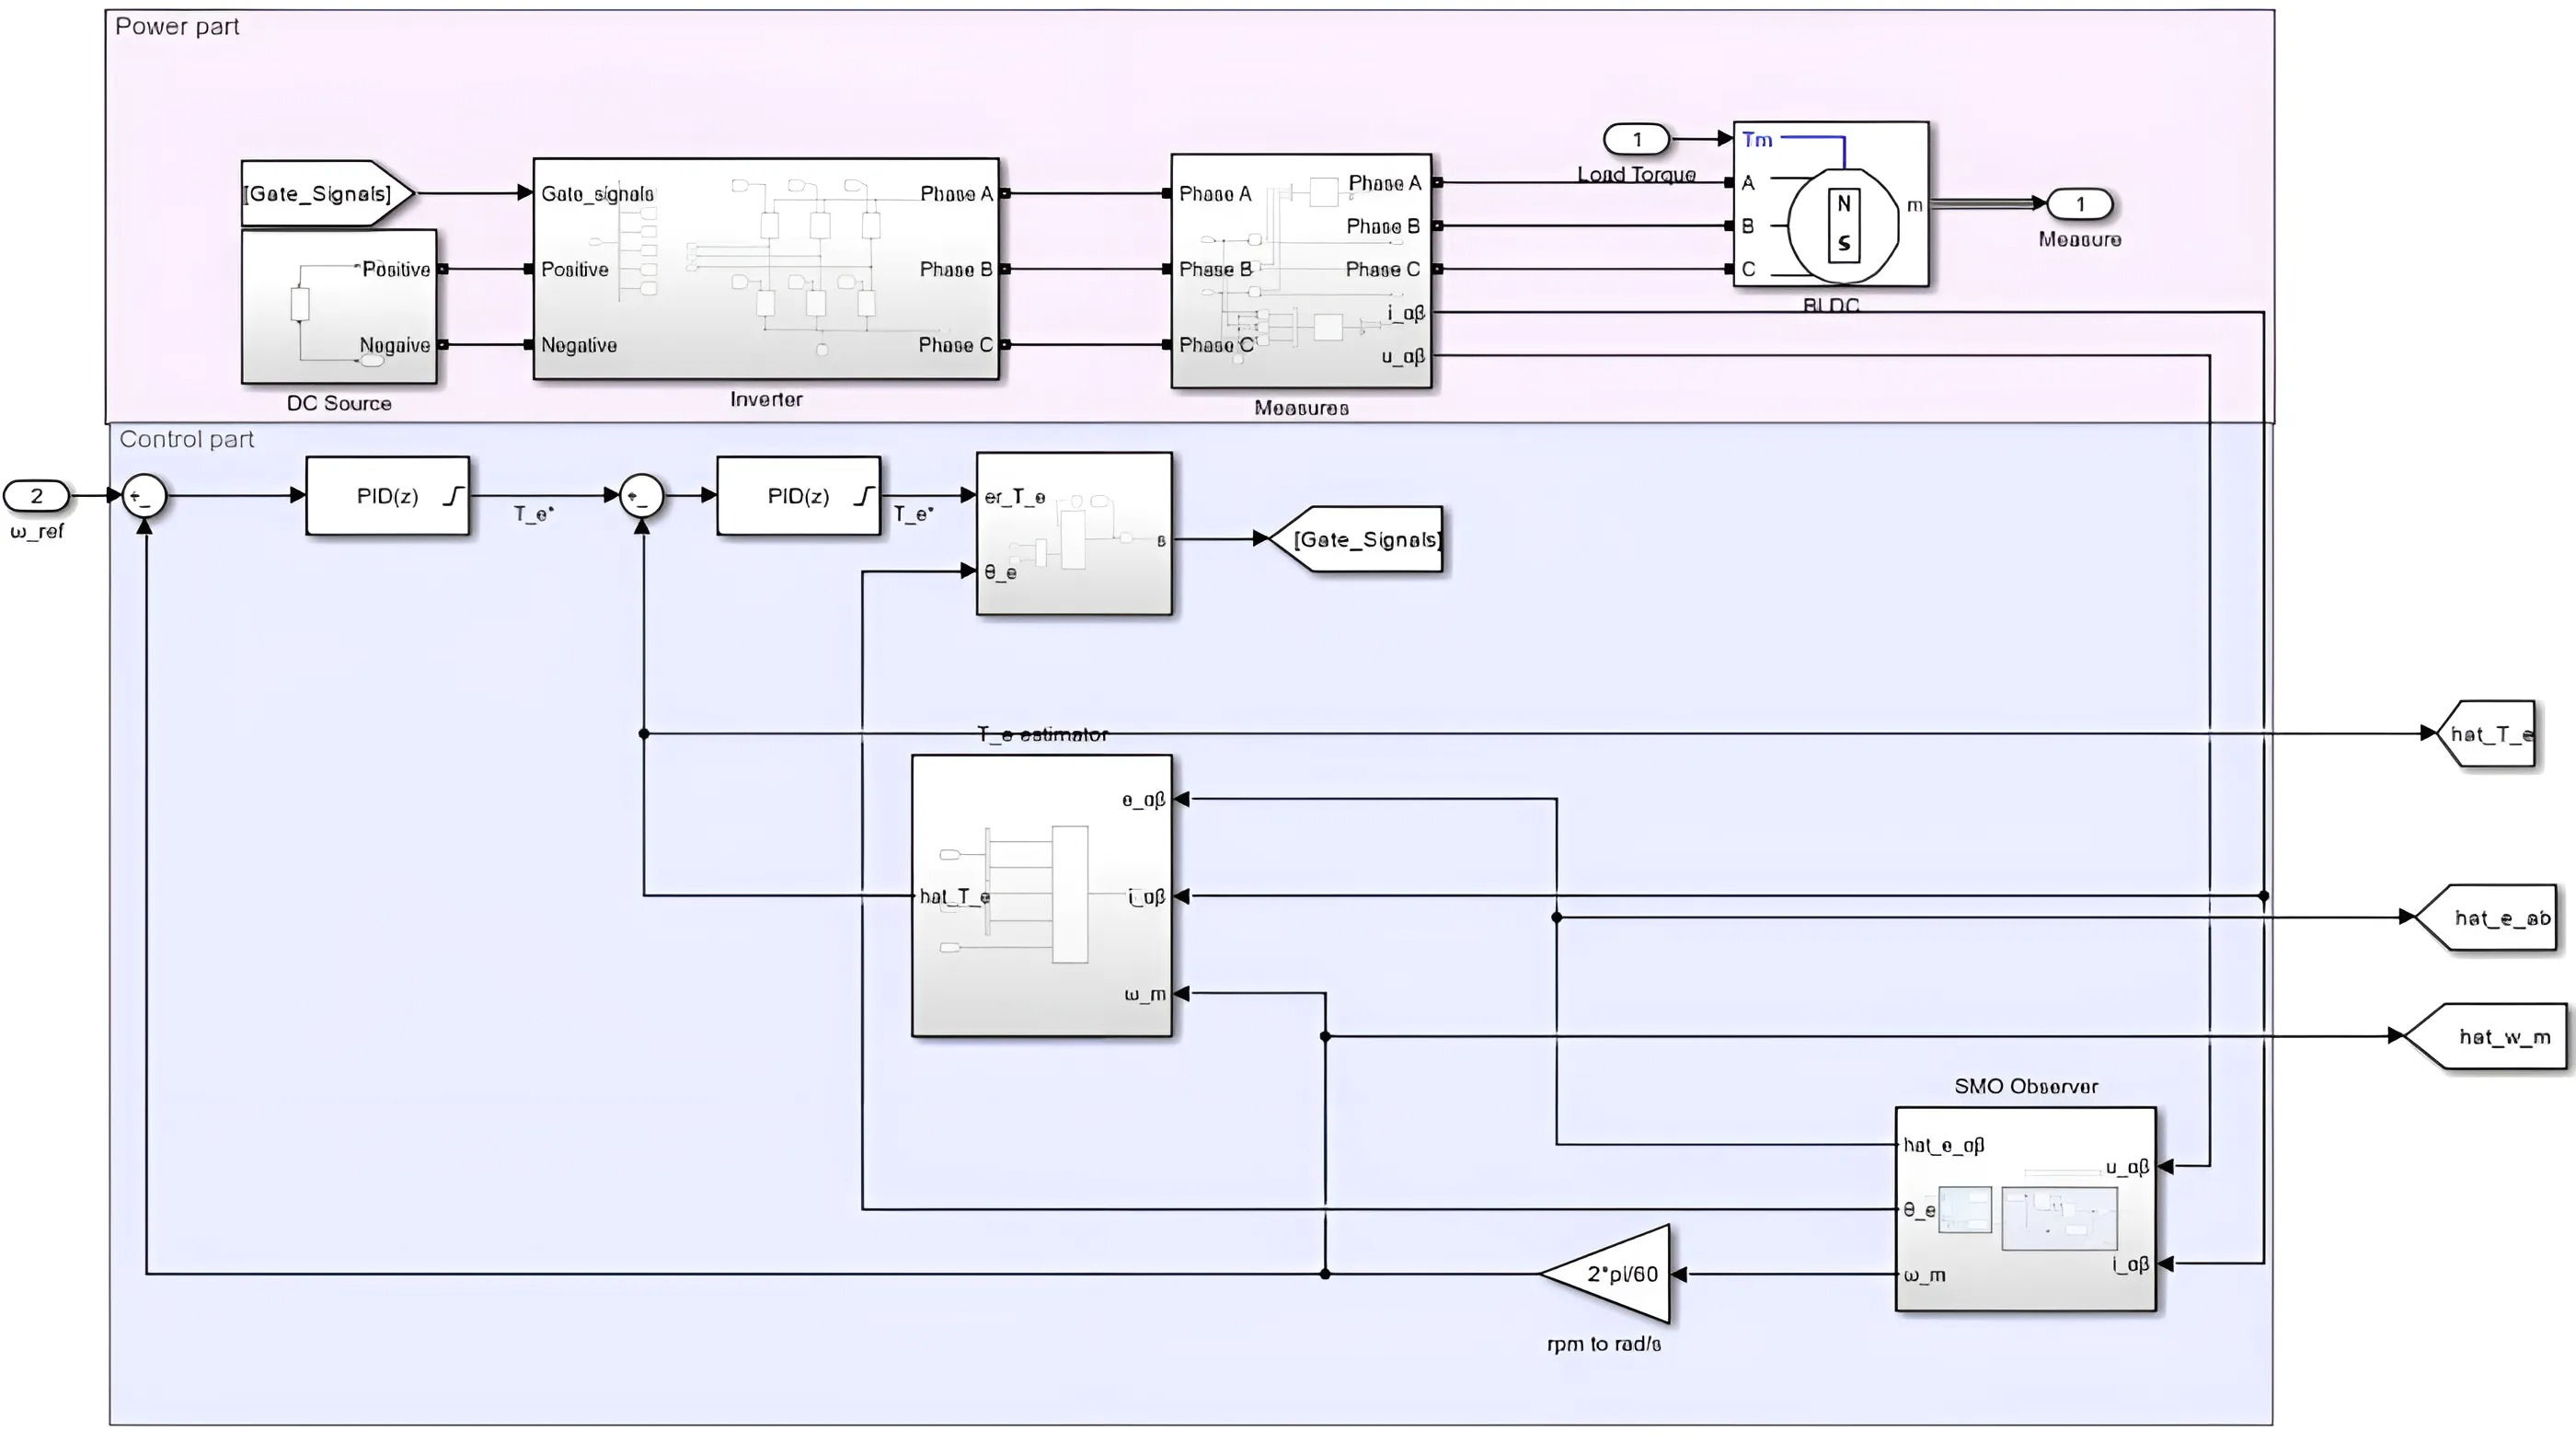 Power part
1
Load Torque
Tm
A
B
C
N
S
m
1
Measure
BLDC
[Gate_Signals]
Gate_signals
Positive
Negative
Phase A
Phase B
Phase C
Inverter
Positive
Negaive
DC Source
Phase A
Phase B
Phase C
Phase A
Phase B
Phase C
i_αβ
u_αβ
Measures
Control part
2
ω_ref
PID(z)
T_e*
PID(z)
T_e*
er_T_e
θ_e
s
[Gate_Signals]
T_e estimator
hat_T_e
e_αβ
i_αβ
ω_m
hat_T_e
hat_e_ab
hat_w_m
SMO Observer
hat_e_αβ
θ_e
ω_m
u_αβ
i_αβ
2*pi/60
rpm to rad/s